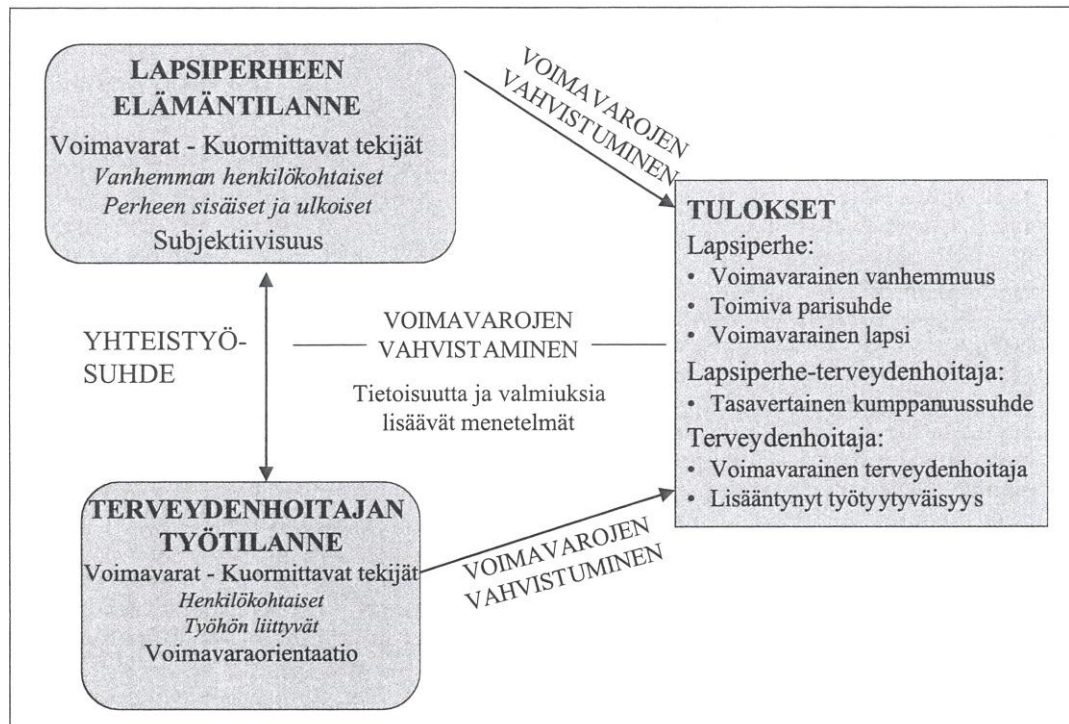 LAPSIPERHEEN
ELÄMÄNTILANNE
Voimavarat - Kuormittavat tekijät
Vanhemman henkilökohtaiset
Perheen sisäiset ja ulkoiset
Subjektiivisuus
VOIMAVAROJEN
VAHVISTUMINEN
YHTEISTYÖ-
SUHDE
VOIMAVAROJEN
VAHVISTAMINEN
Tietoisuutta ja valmiuksia
lisäävät menetelmät
TERVEYDENHOITAJAN
TYÖTILANNE
Voimavarat - Kuormittavat tekijät
Henkilökohtaiset
Työhön liittyvät
Voimavaraorientaatio
VOIMAVAROJEN
VAHVISTUMINEN
TULOKSET
Lapsiperhe:
• Voimavarainen vanhemmuus
• Toimiva parisuhde
• Voimavarainen lapsi
Lapsiperhe-terveydenhoitaja:
• Tasavertainen kumppanuussuhde
Terveydenhoitaja:
• Voimavarainen terveydenhoitaja
• Lisääntynyt työtyytyväisyys